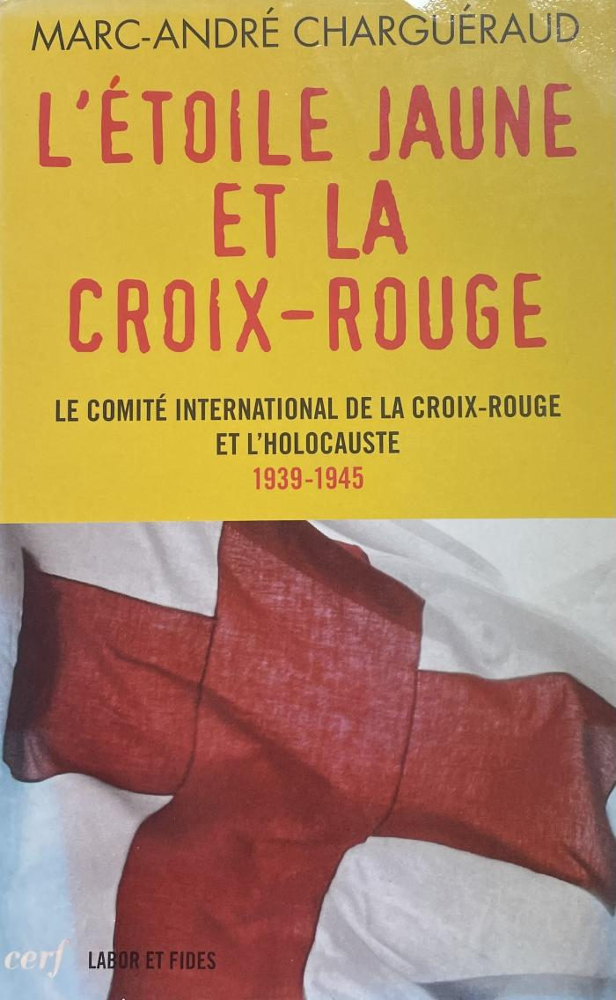 MARC-ANDRÉ CHARGUÉRAUD
L'ÉTOILE JAUNE
ET LA
CROIX-ROUGE
LE COMITÉ INTERNATIONAL DE LA CROIX-ROUGE
ET L'HOLOCAUSTE
1939-1945
cerf LABOR ET FIDES